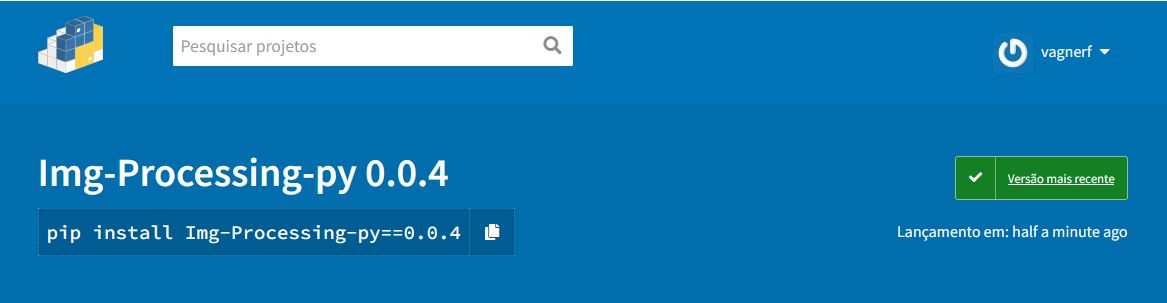 Pesquisar projetos
vagnerf
Img-Processing-py 0.0.4
Versão mais recente
pip install Img-Processing-py==0.0.4
Lançamento em: half a minute ago